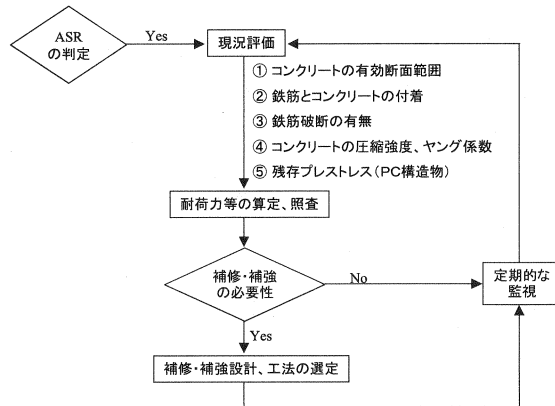 ASR
の判定
Yes
現況評価
① コンクリートの有効断面範囲
② 鉄筋とコンクリートの付着
③ 鉄筋破断の有無
④ コンクリートの圧縮強度、ヤング係数
⑤ 残存プレストレス(PC構造物)
耐荷力等の算定、照査
補修・補強
の必要性
No
定期的な
監視
Yes
補修・補強設計、工法の選定